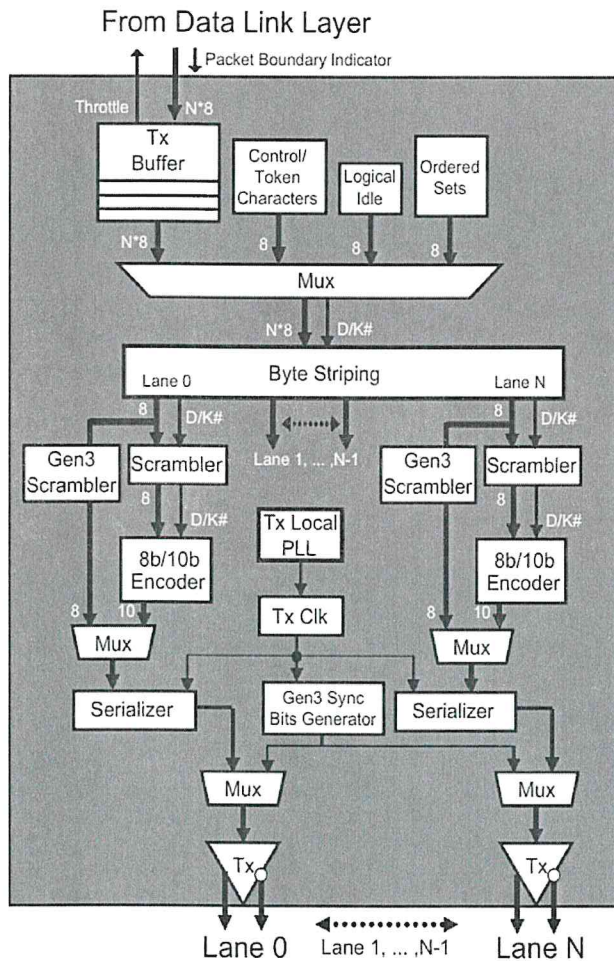 From Data Link Layer
Packet Boundary Indicator
Throttle
N*8
Tx
Buffer
Control/
Token
Characters
Logical
Idle
Ordered
Sets
N*8
8
8
8
Mux
N*8
D/K#
Byte Striping
Lane 0
Lane N
8
D/K#
Lane 1, ... ,N-1
8
D/K#
Gen3
Scrambler
Scrambler
Gen3
Scrambler
Scrambler
8
D/K#
8
D/K#
Tx Local
PLL
8b/10b
Encoder
8b/10b
Encoder
8
10
Tx Clk
8
10
Mux
Mux
Serializer
Gen3 Sync
Bits Generator
Serializer
Mux
Mux
Tx
Tx
Lane 0
Lane 1, ... ,N-1
Lane N